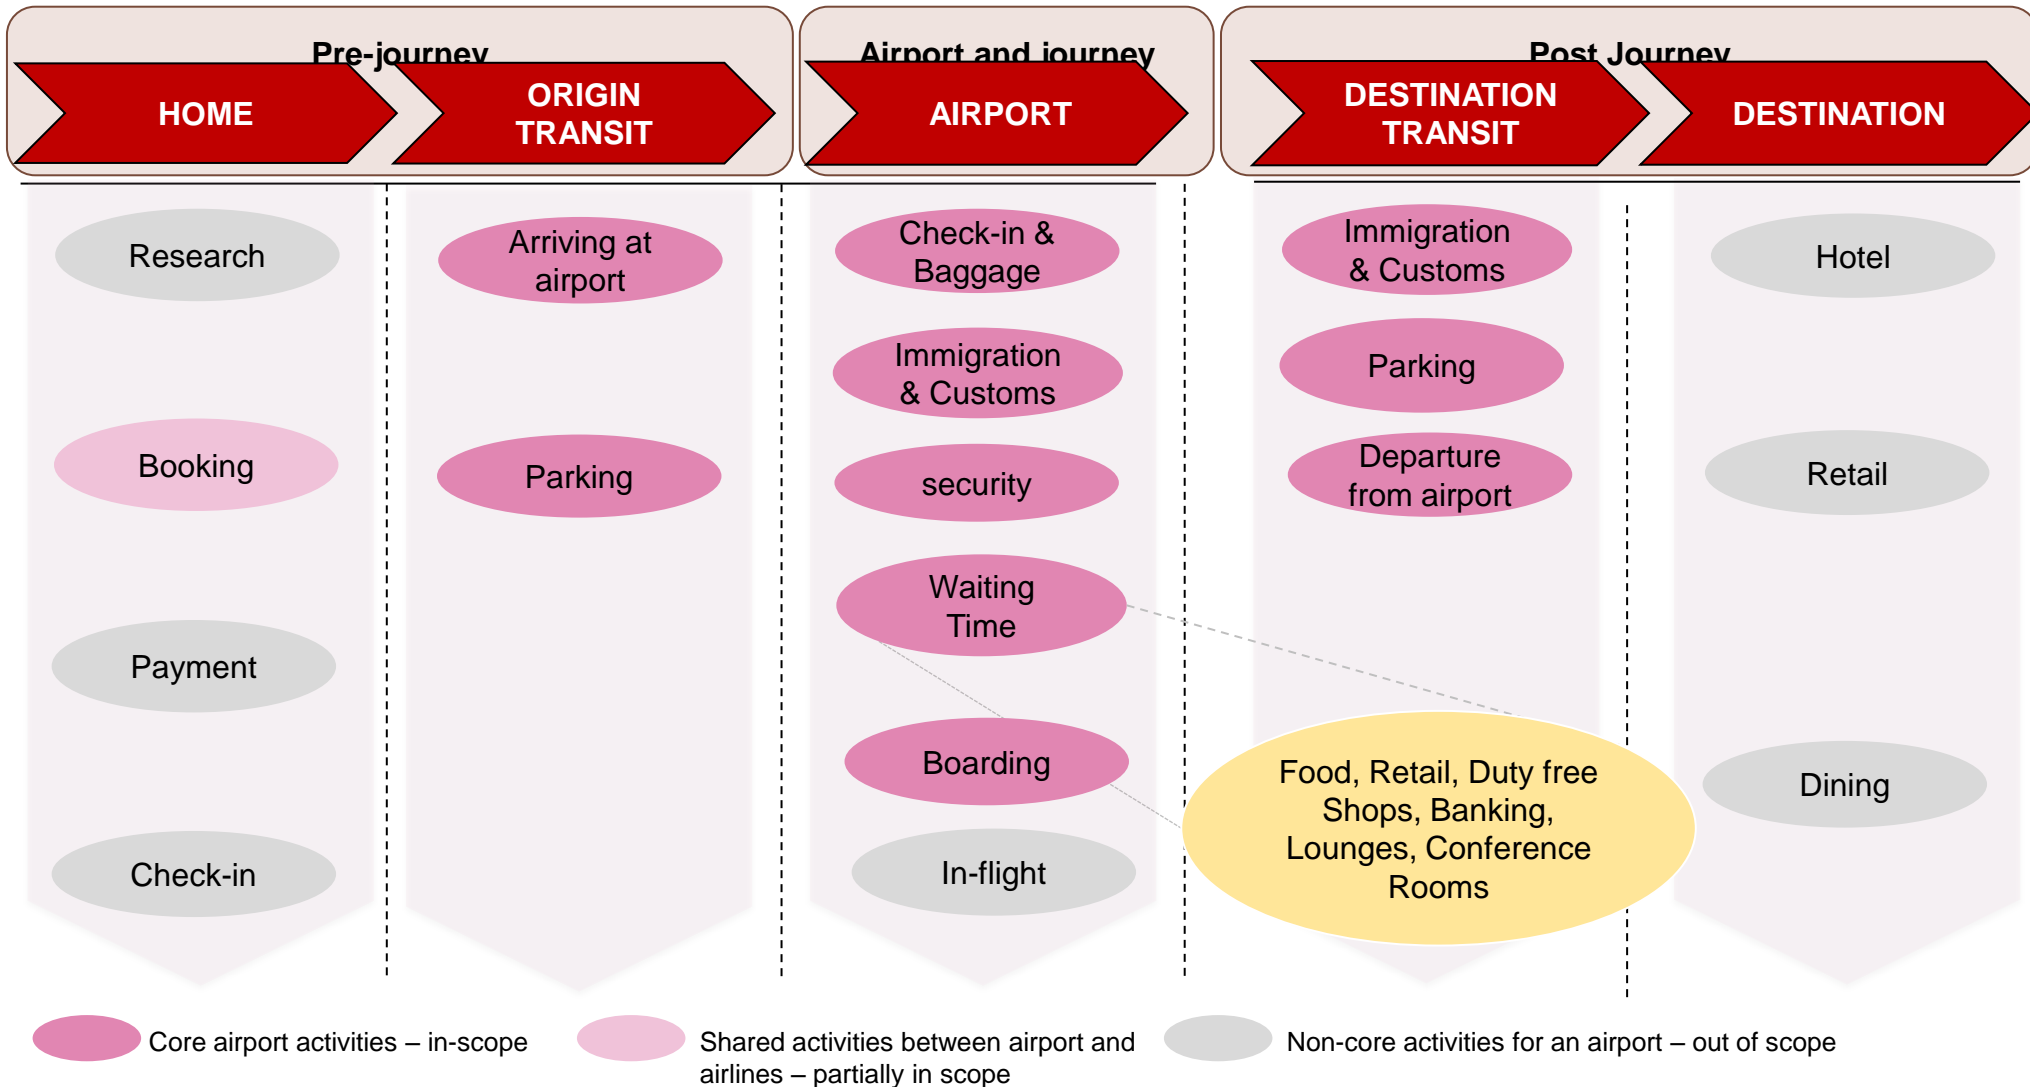 Pre-journey
Airport and journey
Post Journey
HOME
ORIGIN
TRANSIT
AIRPORT
DESTINATION
TRANSIT
DESTINATION
Research
Booking
Payment
Check-in
Arriving at
airport
Parking
Check-in &
Baggage
Immigration
& Customs
security
Waiting
Time
Boarding
In-flight
Immigration
& Customs
Parking
Departure
from airport
Food, Retail, Duty free
Shops, Banking,
Lounges, Conference
Rooms
Hotel
Retail
Dining
Core airport activities – in-scope
Shared activities between airport and
airlines – partially in scope
Non-core activities for an airport – out of scope